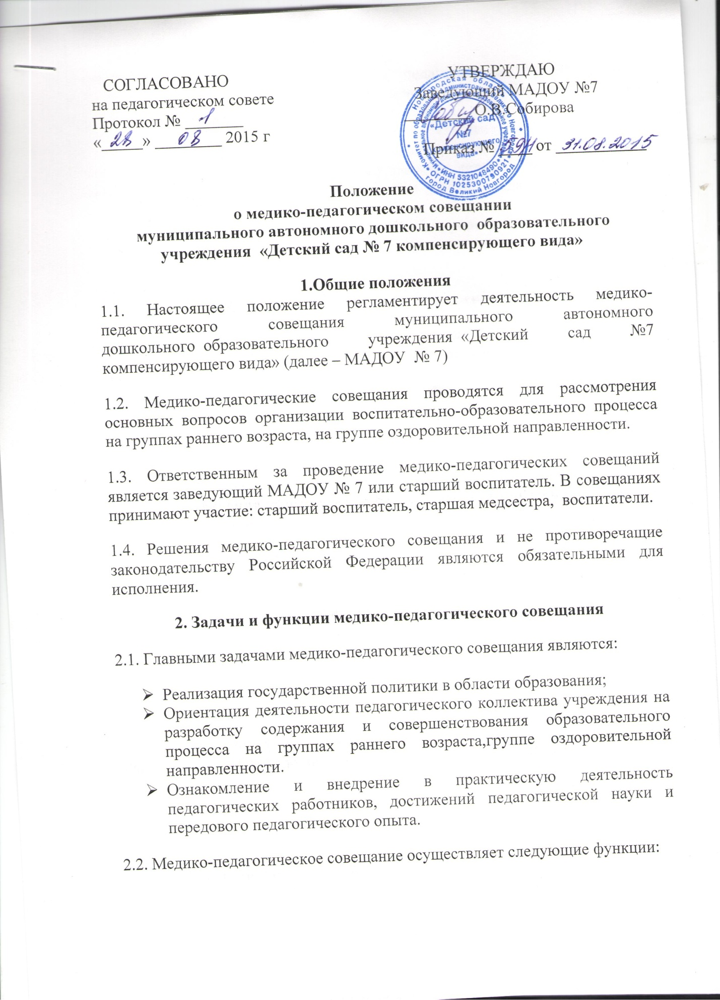 СОГЛАСОВАНО
на педагогическом совете
Протокол № 1
«28» 08 2015 г
УТВЕРЖДАЮ
Заведующий МАДОУ №7
О.В.Собирова
Приказ № от 31.08.2015
Новгородская область
город Великий Новгород
ОГРН 1025300790921
ИНН 5321046490
«Детский сад
№7
компенсирующего
вида»
Положение
о медико-педагогическом совещании
муниципального автономного дошкольного образовательного
учреждения «Детский сад № 7 компенсирующего вида»
1.Общие положения
1.1. Настоящее положение регламентирует деятельность медико-
педагогического совещания муниципального автономного
дошкольного образовательного учреждения «Детский сад №7
компенсирующего вида» (далее – МАДОУ № 7)
1.2. Медико-педагогические совещания проводятся для рассмотрения
основных вопросов организации воспитательно-образовательного процесса
на группах раннего возраста, на группе оздоровительной направленности.
1.3. Ответственным за проведение медико-педагогических совещаний
является заведующий МАДОУ № 7 или старший воспитатель. В совещаниях
принимают участие: старший воспитатель, старшая медсестра, воспитатели.
1.4. Решения медико-педагогического совещания и не противоречащие
законодательству Российской Федерации являются обязательными для
исполнения.
2. Задачи и функции медико-педагогического совещания
2.1. Главными задачами медико-педагогического совещания являются:
➢ Реализация государственной политики в области образования;
➢ Ориентация деятельности педагогического коллектива учреждения на
разработку содержания и совершенствования образовательного
процесса на группах раннего возраста,группе оздоровительной
направленности.
➢ Ознакомление и внедрение в практическую деятельность
педагогических работников, достижений педагогической науки и
передового педагогического опыта.
2.2. Медико-педагогическое совещание осуществляет следующие функции: